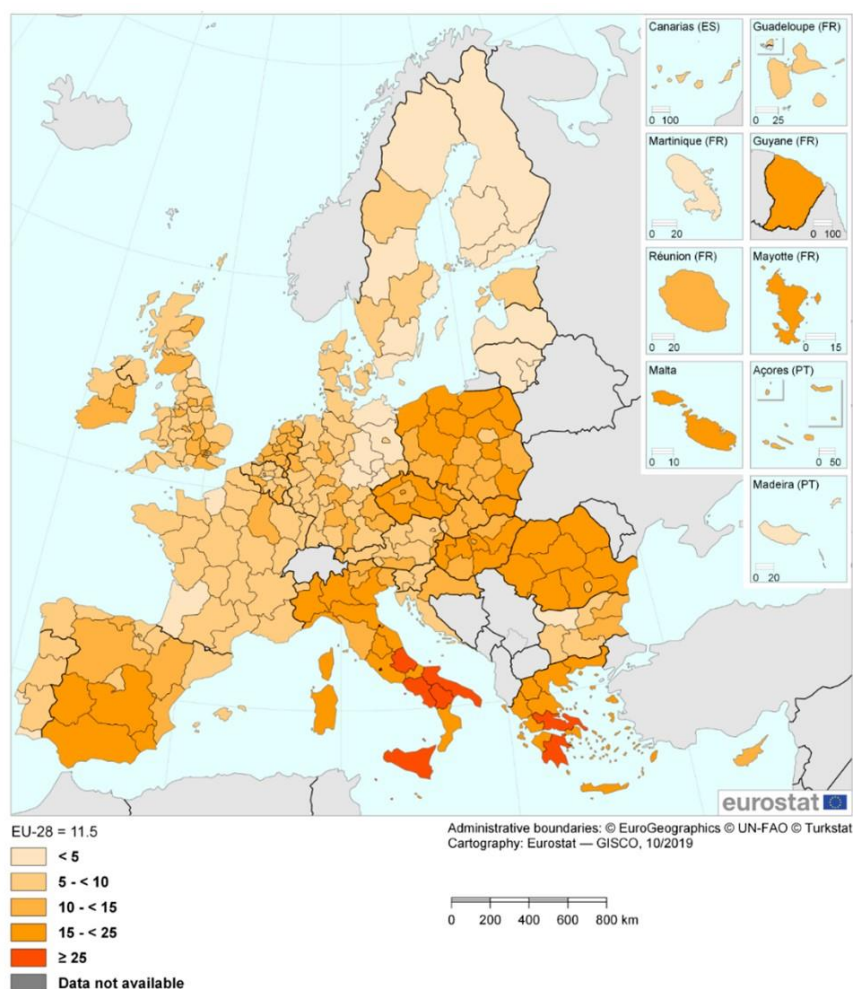 Canarias (ES)
0 100
Guadeloupe (FR)
0 25
Martinique (FR)
0 20
Guyane (FR)
0 100
Réunion (FR)
0 20
Mayotte (FR)
0 15
Malta
0 10
Açores (PT)
0 50
Madeira (PT)
0 20
eurostat
EU-28 = 11.5
< 5
5 - < 10
10 - < 15
15 - < 25
≥ 25
Data not available
Administrative boundaries: © EuroGeographics © UN-FAO © Turkstat
Cartography: Eurostat — GISCO, 10/2019
0 200 400 600 800 km